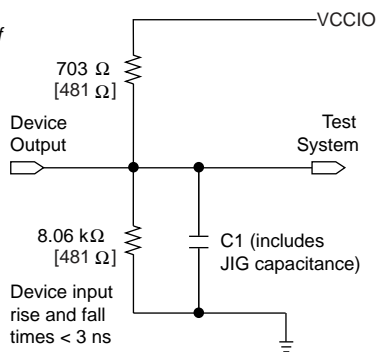 f
VCCIO
703 Ω
[481 Ω]
Device
Output
Test
System
8.06 kΩ
[481 Ω]
C1 (includes
JIG capacitance)
Device input
rise and fall
times < 3 ns